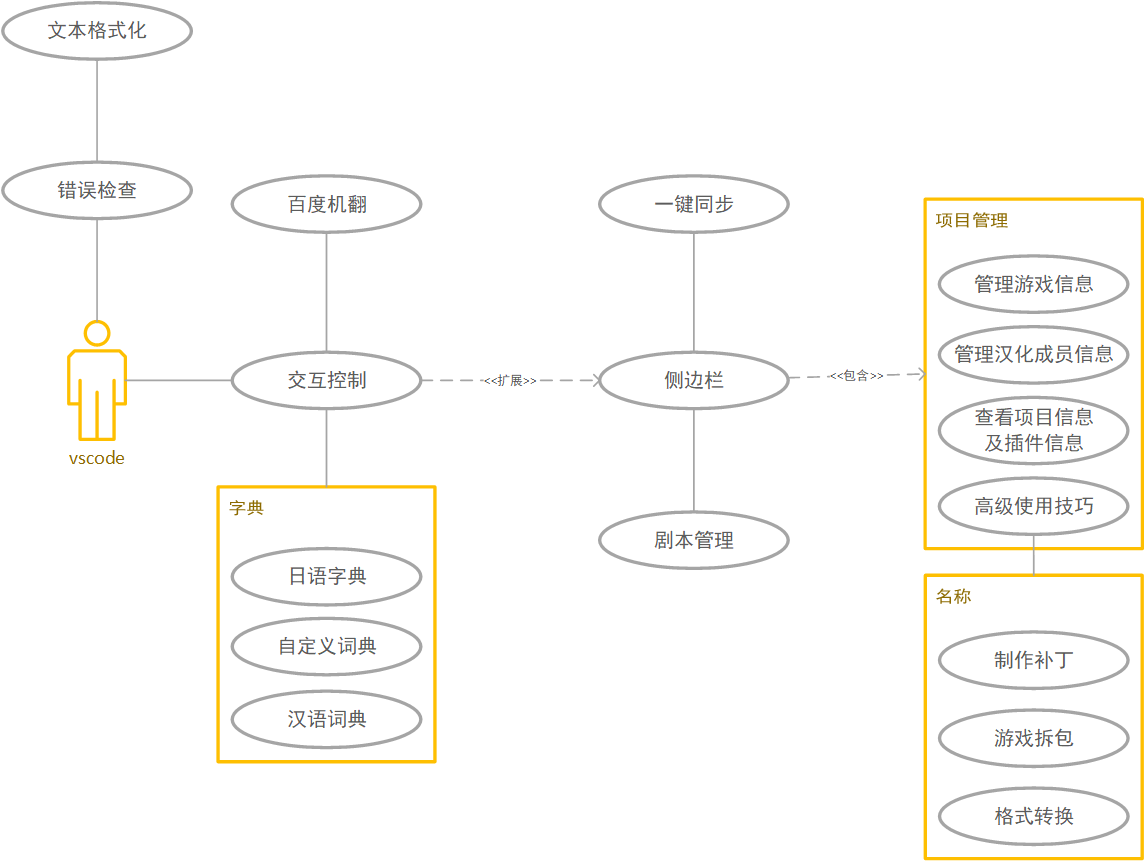 文本格式化
错误检查
vscode
百度机翻
交互控制
<<扩展>>
字典
日语字典
自定义词典
汉语词典
一键同步
侧边栏
剧本管理
<<包含>>
项目管理
管理游戏信息
管理汉化成员信息
查看项目信息
及插件信息
高级使用技巧
名称
制作补丁
游戏拆包
格式转换